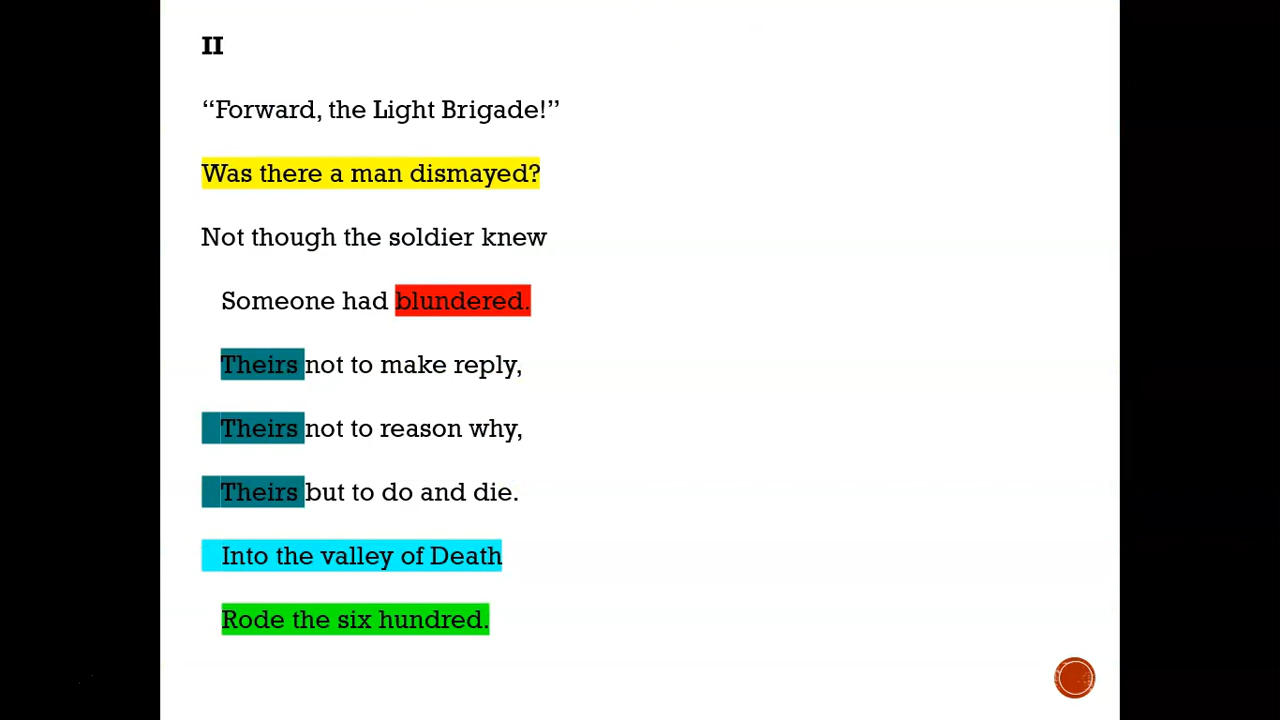 II
“Forward, the Light Brigade!”
Was there a man dismayed?
Not though the soldier knew
Someone had blundered.
Theirs not to make reply,
Theirs not to reason why,
Theirs but to do and die.
Into the valley of Death
Rode the six hundred.